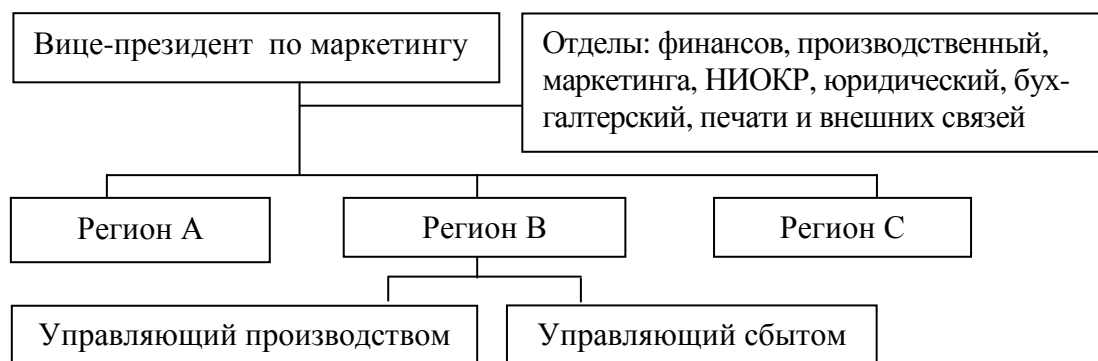 Вице-президент по маркетингу
Отделы: финансов, производственный,
маркетинга, НИОКР, юридический, бух-
галтерский, печати и внешних связей
Регион А
Регион В
Регион С
Управляющий производством
Управляющий сбытом